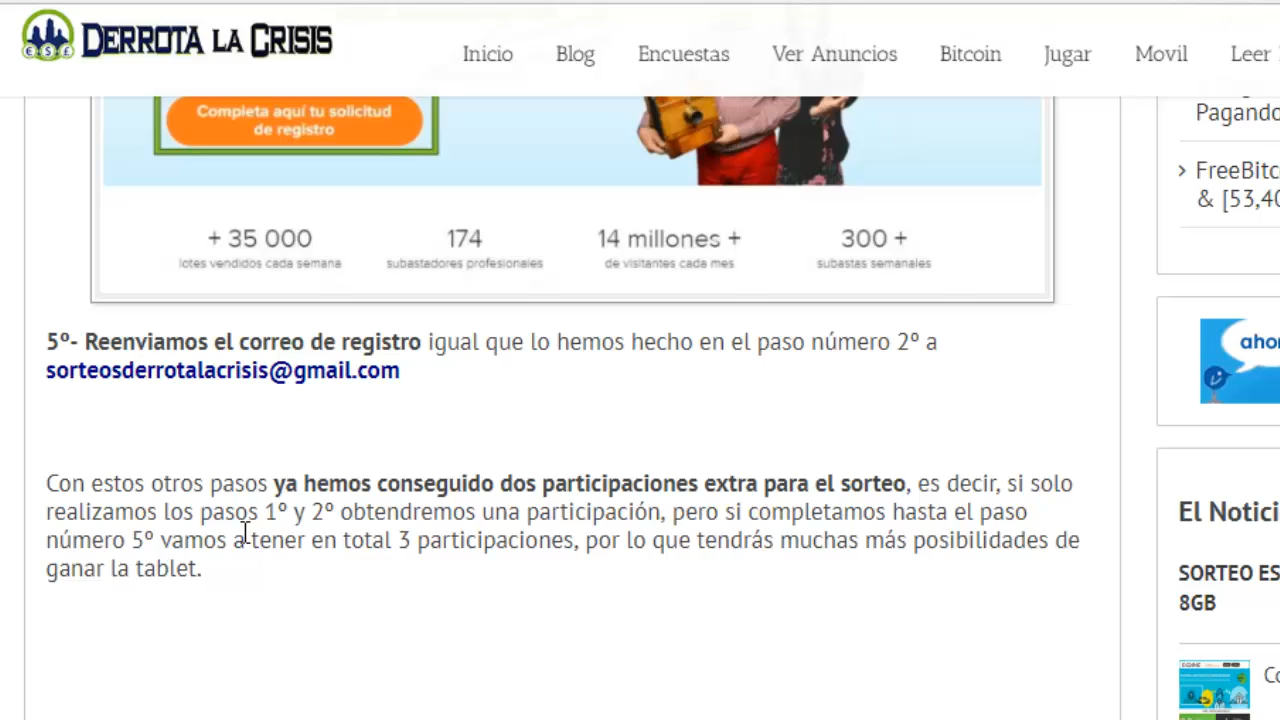 DERROTA LA CRISIS
Inicio Blog Encuestas Ver Anuncios Bitcoin Jugar Movil Leer
Completa aquí tu solicitud
de registro
+ 35 000 174 14 millones + 300 +
lotes vendidos cada semana subastadores profesionales de visitantes cada mes subastas semanales
5º- Reenviamos el correo de registro igual que lo hemos hecho en el paso número 2º a
sorteosderrotalacrisis@gmail.com
Con estos otros pasos ya hemos conseguido dos participaciones extra para el sorteo, es decir, si solo
realizamos los pasos 1º y 2º obtendremos una participación, pero si completamos hasta el paso
número 5º vamos a tener en total 3 participaciones, por lo que tendrás muchas más posibilidades de
ganar la tablet.
Pagando
FreeBitc
& [53,40
ahor
El Notici
SORTEO ES
8GB
Co